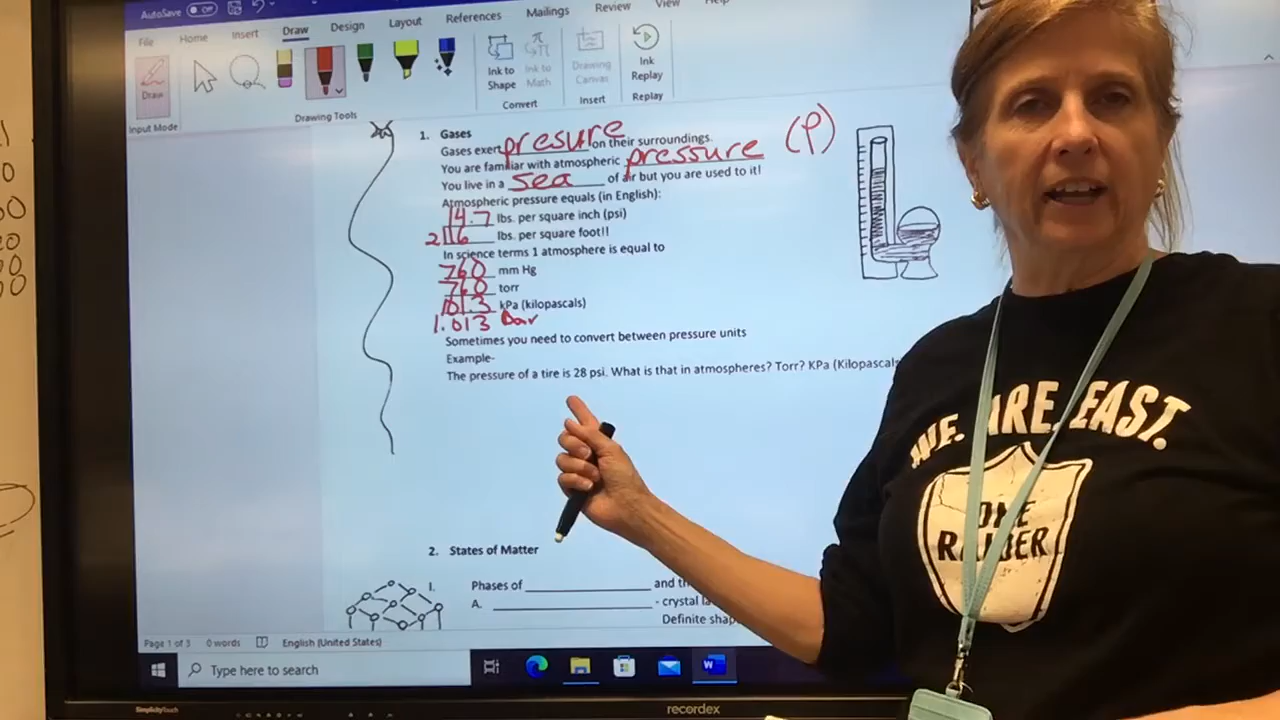 AutoSave Off
File Home Insert Draw Design Layout References Mailings Review View Help
Draw
Input Mode
Drawing Tools
Ink to Shape
Ink to Math
Convert
Drawing Canvas
Insert
Ink Replay
Replay
1. Gases
Gases exert presure on their surroundings.
You are familiar with atmospheric pressure (P)
You live in a sea of air but you are used to it!
Atmospheric pressure equals (in English):
14.7 lbs. per square inch (psi)
2116 lbs. per square foot!!
In science terms 1 atmosphere is equal to
760 mm Hg
760 torr
101.3 kPa (kilopascals)
1.013 Bar
Sometimes you need to convert between pressure units
Example-
The pressure of a tire is 28 psi. What is that in atmospheres? Torr? KPa (Kilopascal
2. States of Matter
I. Phases of and th
A. - crystal la
Definite shap
Page 1 of 3 0 words English (United States)
Type here to search
SimplicityTouch
recordex
WE. ARE. EAST.
ONE
RAIDER